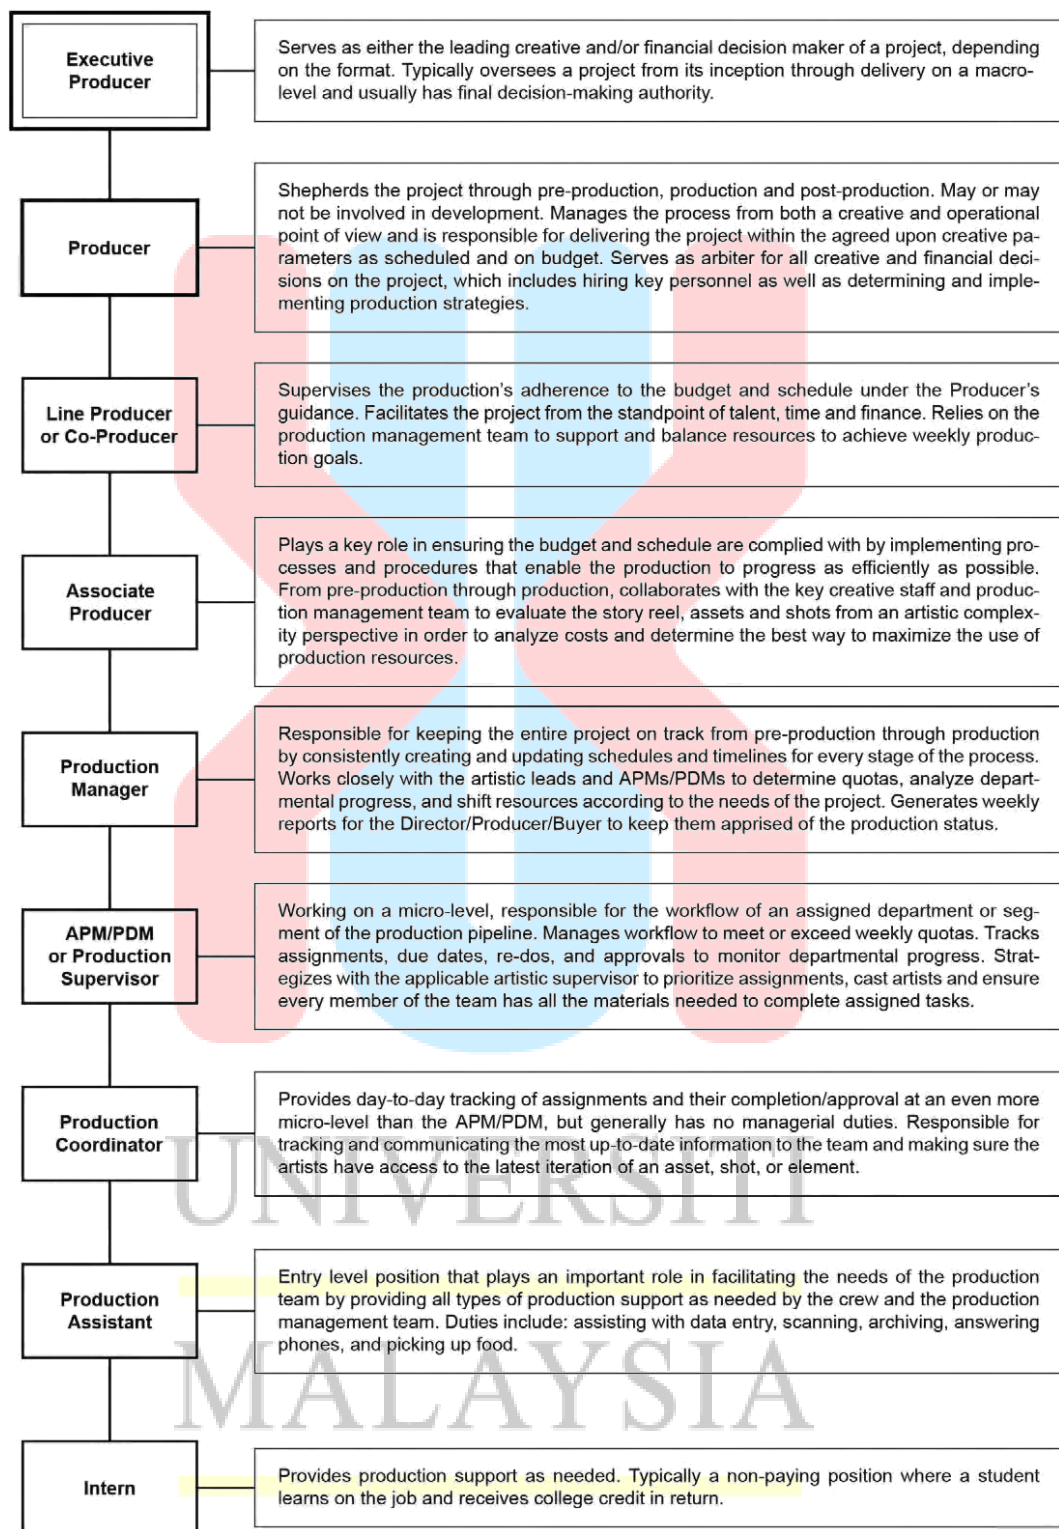 Executive
Producer
Serves as either the leading creative and/or financial decision maker of a project, depending
on the format. Typically oversees a project from its inception through delivery on a macro-
level and usually has final decision-making authority.
Producer
Shepherds the project through pre-production, production and post-production. May or may
not be involved in development. Manages the process from both a creative and operational
point of view and is responsible for delivering the project within the agreed upon creative pa-
rameters as scheduled and on budget. Serves as arbiter for all creative and financial deci-
sions on the project, which includes hiring key personnel as well as determining and imple-
menting production strategies.
Line Producer
or Co-Producer
Supervises the production's adherence to the budget and schedule under the Producer's
guidance. Facilitates the project from the standpoint of talent, time and finance. Relies on the
production management team to support and balance resources to achieve weekly produc-
tion goals.
Associate
Producer
Plays a key role in ensuring the budget and schedule are complied with by implementing pro-
cesses and procedures that enable the production to progress as efficiently as possible.
From pre-production through production, collaborates with the key creative staff and produc-
tion management team to evaluate the story reel, assets and shots from an artistic complex-
ity perspective in order to analyze costs and determine the best way to maximize the use of
production resources.
Production
Manager
Responsible for keeping the entire project on track from pre-production through production
by consistently creating and updating schedules and timelines for every stage of the process.
Works closely with the artistic leads and APMs/PDMs to determine quotas, analyze depart-
mental progress, and shift resources according to the needs of the project. Generates weekly
reports for the Director/Producer/Buyer to keep them apprised of the production status.
APM/PDM
or Production
Supervisor
Working on a micro-level, responsible for the workflow of an assigned department or seg-
ment of the production pipeline. Manages workflow to meet or exceed weekly quotas. Tracks
assignments, due dates, re-dos, and approvals to monitor departmental progress. Strat-
egizes with the applicable artistic supervisor to prioritize assignments, cast artists and ensure
every member of the team has all the materials needed to complete assigned tasks.
Production
Coordinator
Provides day-to-day tracking of assignments and their completion/approval at an even more
micro-level than the APM/PDM, but generally has no managerial duties. Responsible for
tracking and communicating the most up-to-date information to the team and making sure the
artists have access to the latest iteration of an asset, shot, or element.
UNIVERSITI
Production
Assistant
Entry level position that plays an important role in facilitating the needs of the production
team by providing all types of production support as needed by the crew and the production
management team. Duties include: assisting with data entry, scanning, archiving, answering
phones, and picking up food.
MALAYSIA
Intern
Provides production support as needed. Typically a non-paying position where a student
learns on the job and receives college credit in return.